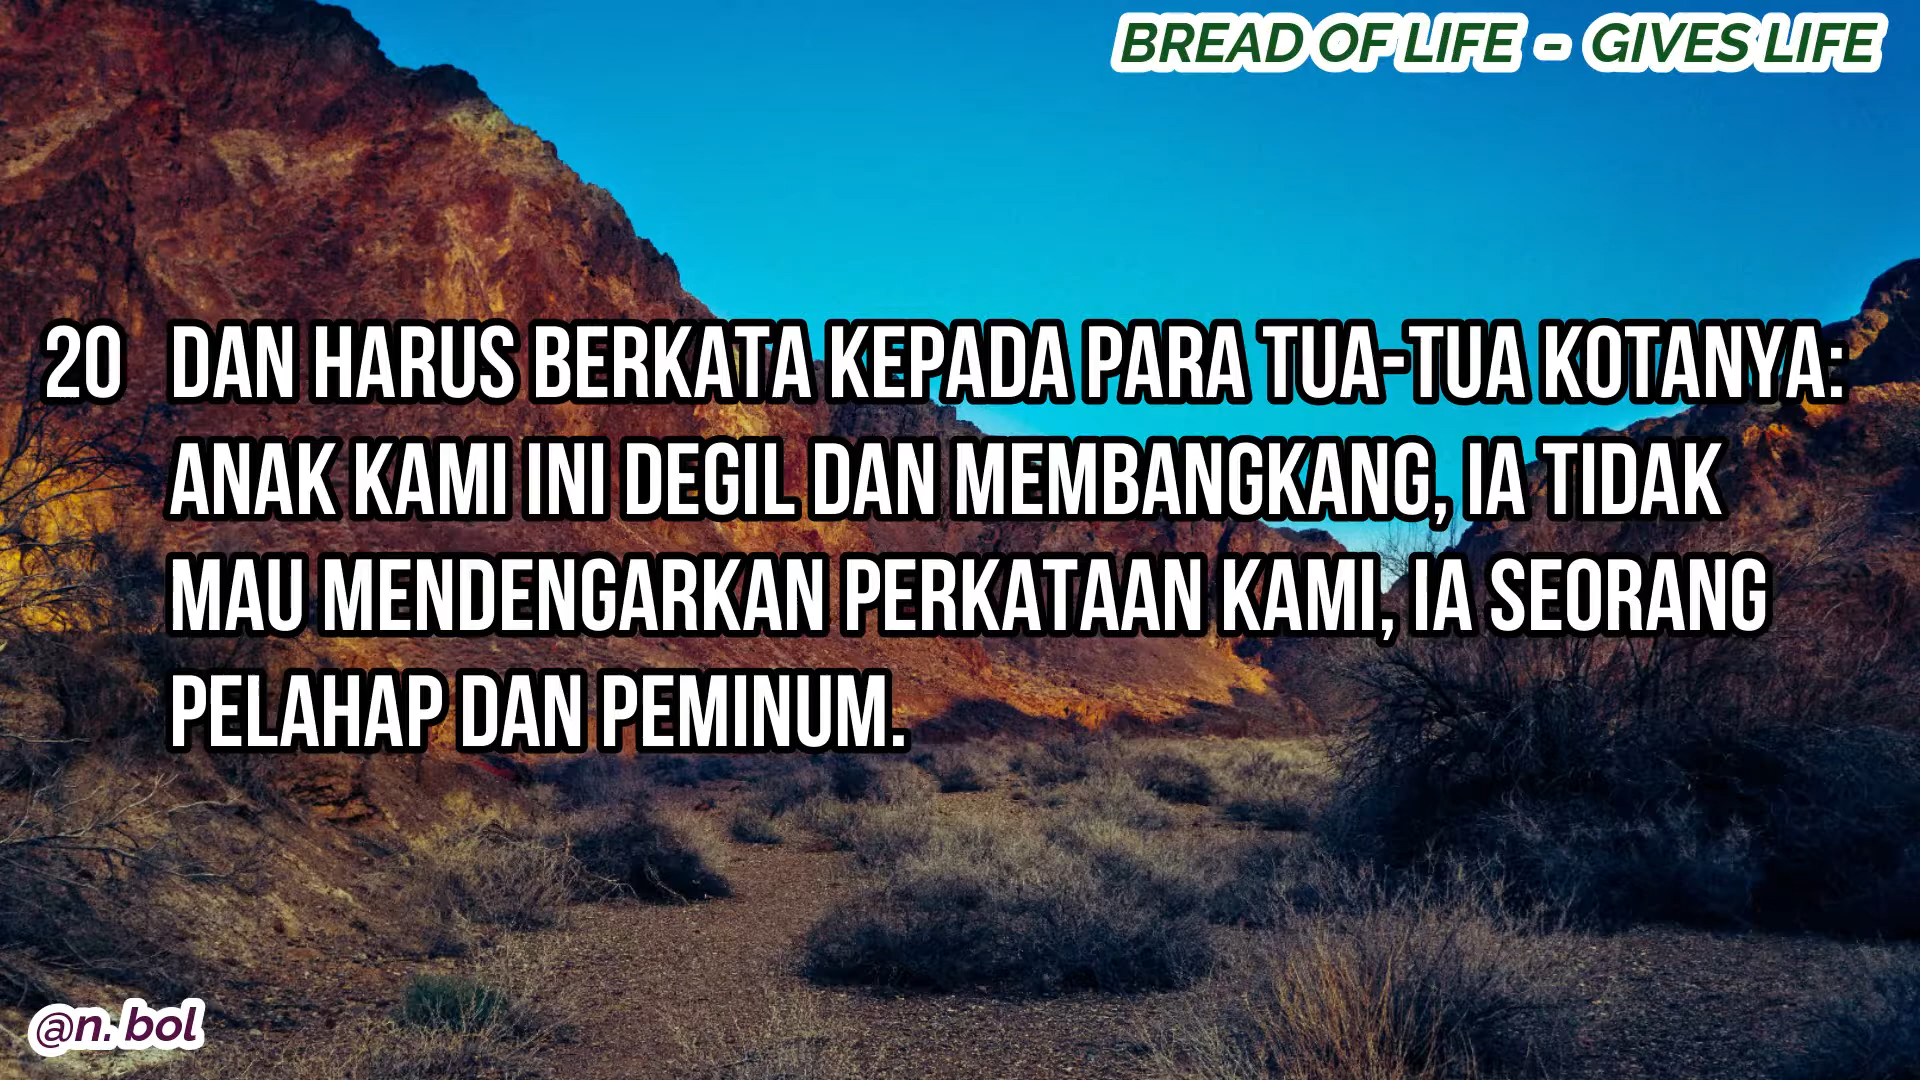 BREAD OF LIFE - GIVES LIFE
20 DAN HARUS BERKATA KEPADA PARA TUA-TUA KOTANYA:
ANAK KAMI INI DEGIL DAN MEMBANGKANG, IA TIDAK
MAU MENDENGARKAN PERKATAAN KAMI, IA SEORANG
PELAHAP DAN PEMINUM.
@n. bol